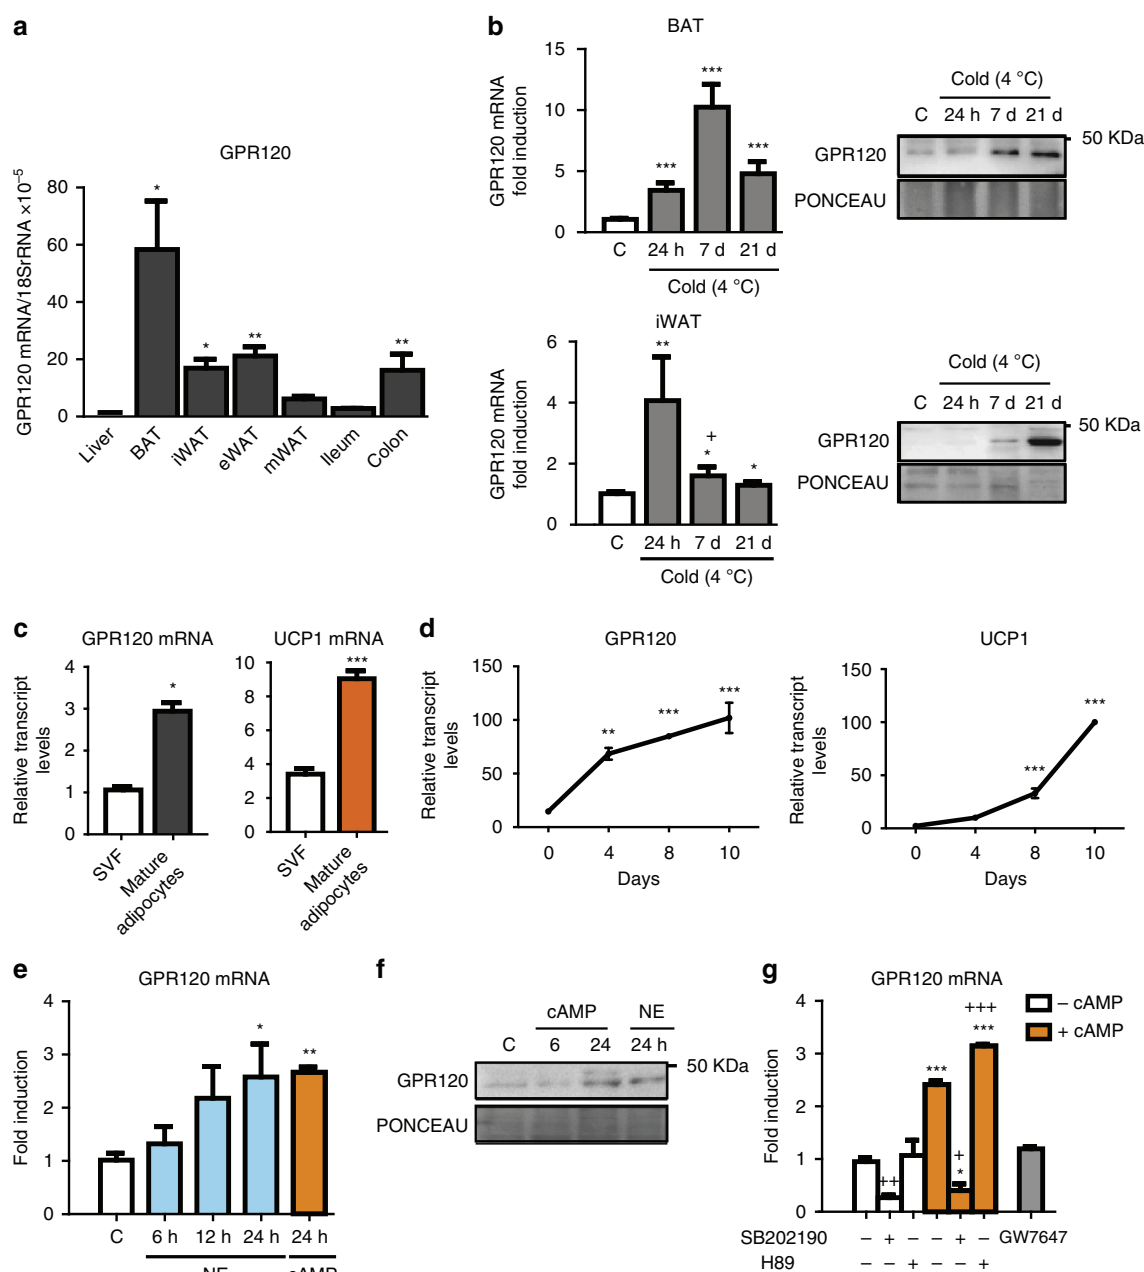 a
GPR120
GPR120 mRNA/18SrRNA ×10⁻⁵
80
60
40
20
0
*
*
**
**
Liver
BAT
iWAT
eWAT
mWAT
Ileum
Colon
b
BAT
GPR120 mRNA
fold induction
15
10
5
0
***
***
***
C
24 h
7 d
21 d
Cold (4 °C)
Cold (4 °C)
C 24 h 7 d 21 d
50 KDa
GPR120
PONCEAU
iWAT
GPR120 mRNA
fold induction
6
4
2
0
**
+
*
*
C
24 h
7 d
21 d
Cold (4 °C)
Cold (4 °C)
C 24 h 7 d 21 d
50 KDa
GPR120
PONCEAU
c
GPR120 mRNA
Relative transcript
levels
4
3
2
1
0
*
SVF
Mature
adipocytes
UCP1 mRNA
10
8
6
4
2
0
***
SVF
Mature
adipocytes
d
GPR120
Relative transcript
levels
150
100
50
0
**
***
***
0 4 8 10
Days
UCP1
Relative transcript
levels
150
100
50
0
***
***
0 4 8 10
Days
e
GPR120 mRNA
Fold induction
4
3
2
1
0
*
**
C 6 h 12 h 24 h 24 h
NE cAMP
f
cAMP NE
C 6 24 24 h
50 KDa
GPR120
PONCEAU
g
GPR120 mRNA
– cAMP
+ cAMP
Fold induction
4
3
2
1
0
++
***
+
*
+++
***
SB202190 – + – – + – GW7647
H89 – – + – – +